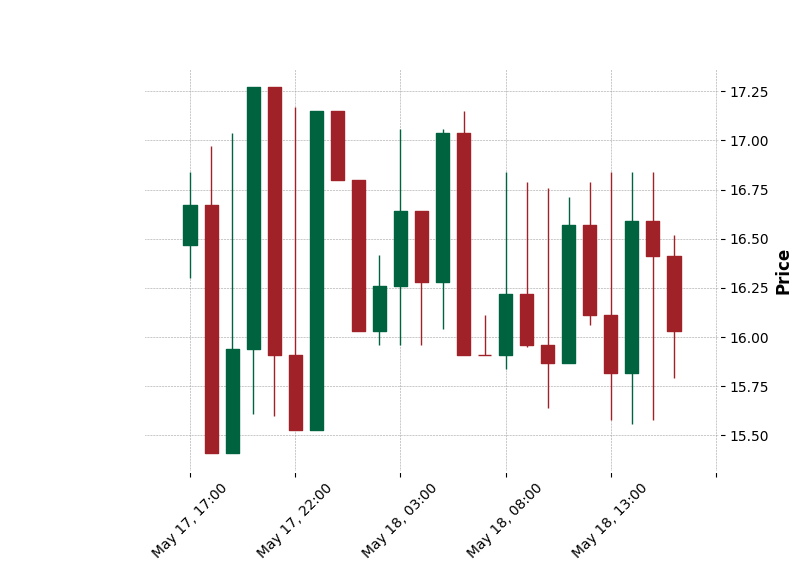 17.25
17.00
16.75
16.50
16.25
16.00
15.75
15.50
Price
May 17, 17:00
May 17, 22:00
May 18, 03:00
May 18, 08:00
May 18, 13:00